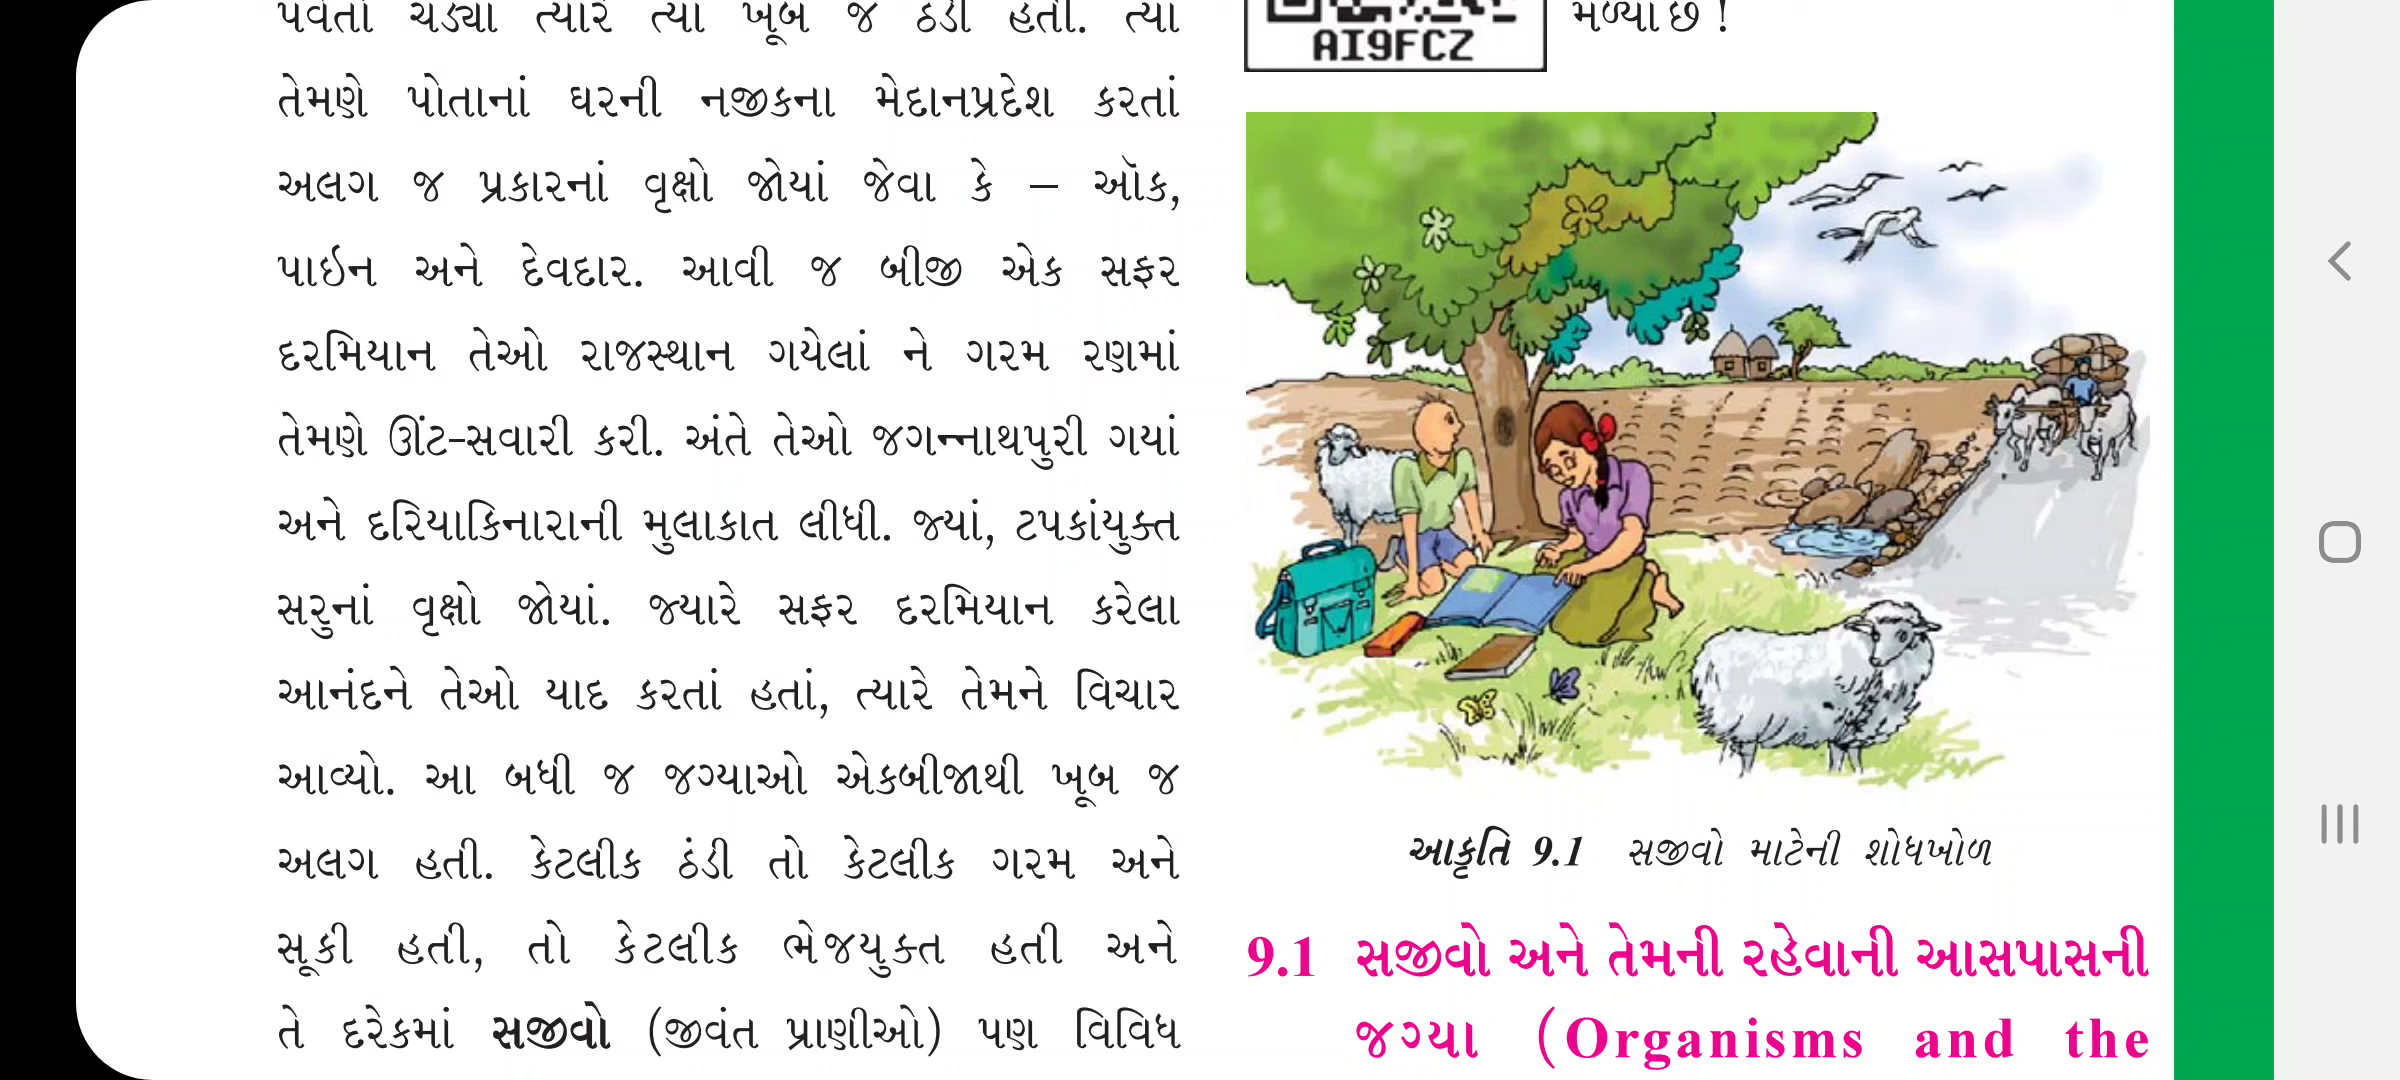 પર્વતો ચડ્યાં ત્યારે ત્યાં ખૂબ જ ઠંડી હતી. ત્યાં
તેમણે પોતાનાં ઘરની નજીકના મેદાનપ્રદેશ કરતાં
અલગ જ પ્રકારનાં વૃક્ષો જોયાં જેવા કે – ઑક,
પાઇન અને દેવદાર. આવી જ બીજી એક સફર
દરમિયાન તેઓ રાજસ્થાન ગયેલાં ને ગરમ રણમાં
તેમણે ઊંટ-સવારી કરી. અંતે તેઓ જગન્નાથપુરી ગયાં
અને દરિયાકિનારાની મુલાકાત લીધી. જ્યાં, ટપકાંયુક્ત
સરુનાં વૃક્ષો જોયાં. જ્યારે સફર દરમિયાન કરેલા
આનંદને તેઓ યાદ કરતાં હતાં, ત્યારે તેમને વિચાર
આવ્યો. આ બધી જ જગ્યાઓ એકબીજાથી ખૂબ જ
અલગ હતી. કેટલીક ઠંડી તો કેટલીક ગરમ અને
સૂકી હતી, તો કેટલીક ભેજયુક્ત હતી અને
તે દરેકમાં સજીવો (જીવંત પ્રાણીઓ) પણ વિવિધ
મળ્યા છે !
AI9FCZ
આકૃતિ 9.1 સજીવો માટેની શોધખોળ
9.1 સજીવો અને તેમની રહેવાની આસપાસની
જગ્યા (Organisms and the